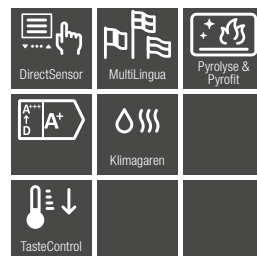 DirectSensor
MultiLingua
Pyrolyse &
Pyrofit
A+++
D
A+
Klimagaren
TasteControl